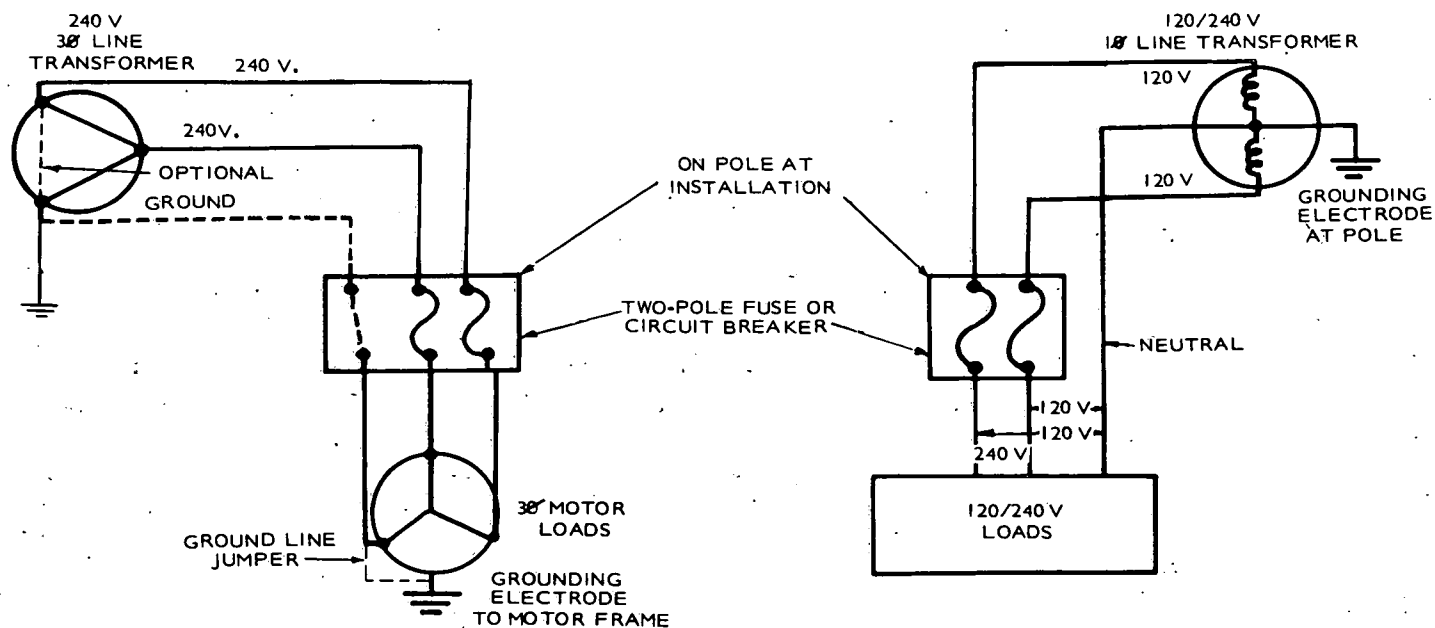 240 V
3Ø LINE
TRANSFORMER
240 V.
240V.
OPTIONAL
GROUND
ON POLE AT
INSTALLATION
TWO-POLE FUSE OR
CIRCUIT BREAKER
3Ø MOTOR
LOADS
GROUND LINE
JUMPER
GROUNDING
ELECTRODE
TO MOTOR FRAME
120/240 V
1Ø LINE TRANSFORMER
120 V
120 V
GROUNDING
ELECTRODE
AT POLE
NEUTRAL
120 V
120 V
240 V
120/240 V
LOADS